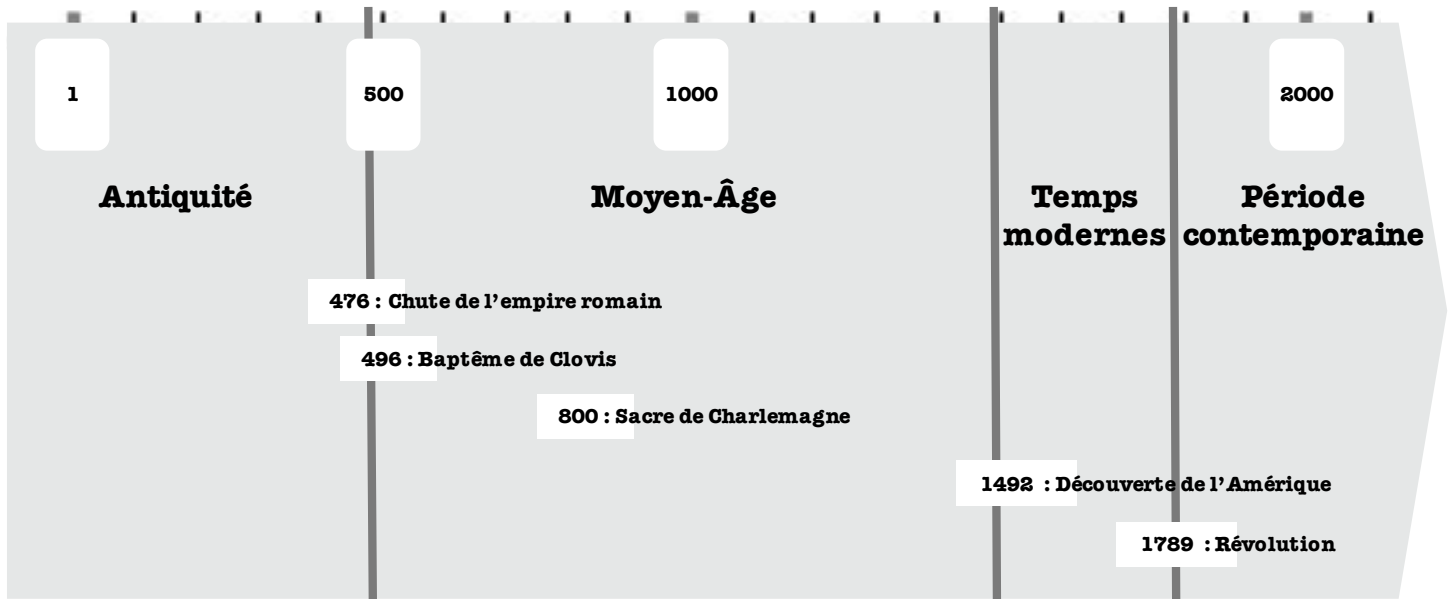 1
500
1000
2000
Antiquité
Moyen-Âge
Temps
modernes
Période
contemporaine
476 : Chute de l’empire romain
496 : Baptême de Clovis
800 : Sacre de Charlemagne
1492 : Découverte de l’Amérique
1789 : Révolution